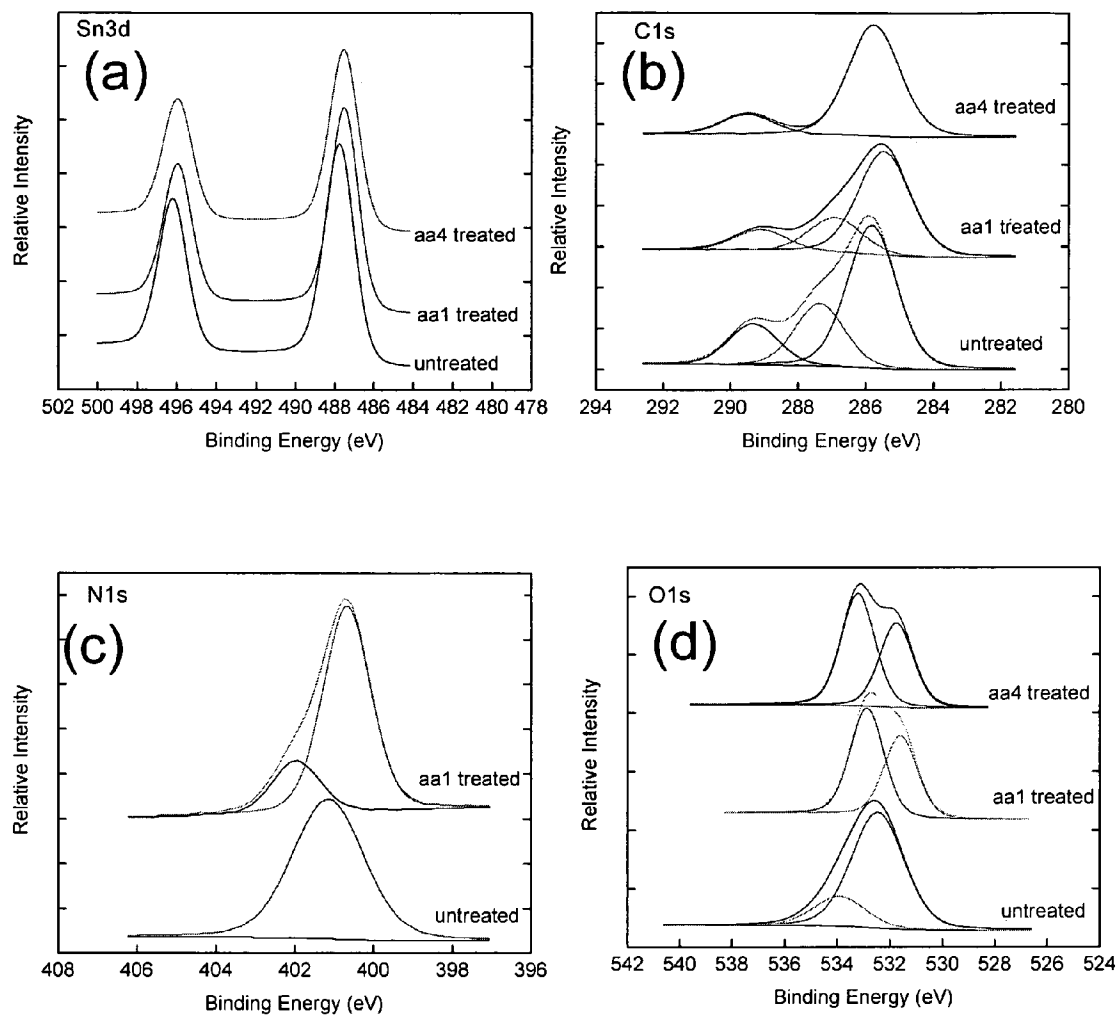 Sn3d
(a)
aa4 treated
aa1 treated
untreated
Relative Intensity
502 500 498 496 494 492 490 488 486 484 482 480 478
Binding Energy (eV)
C1s
(b)
aa4 treated
aa1 treated
untreated
Relative Intensity
294 292 290 288 286 284 282 280
Binding Energy (eV)
N1s
(c)
aa1 treated
untreated
Relative Intensity
408 406 404 402 400 398 396
Binding Energy (eV)
O1s
(d)
aa4 treated
aa1 treated
untreated
Relative Intensity
542 540 538 536 534 532 530 528 526 524
Binding Energy (eV)